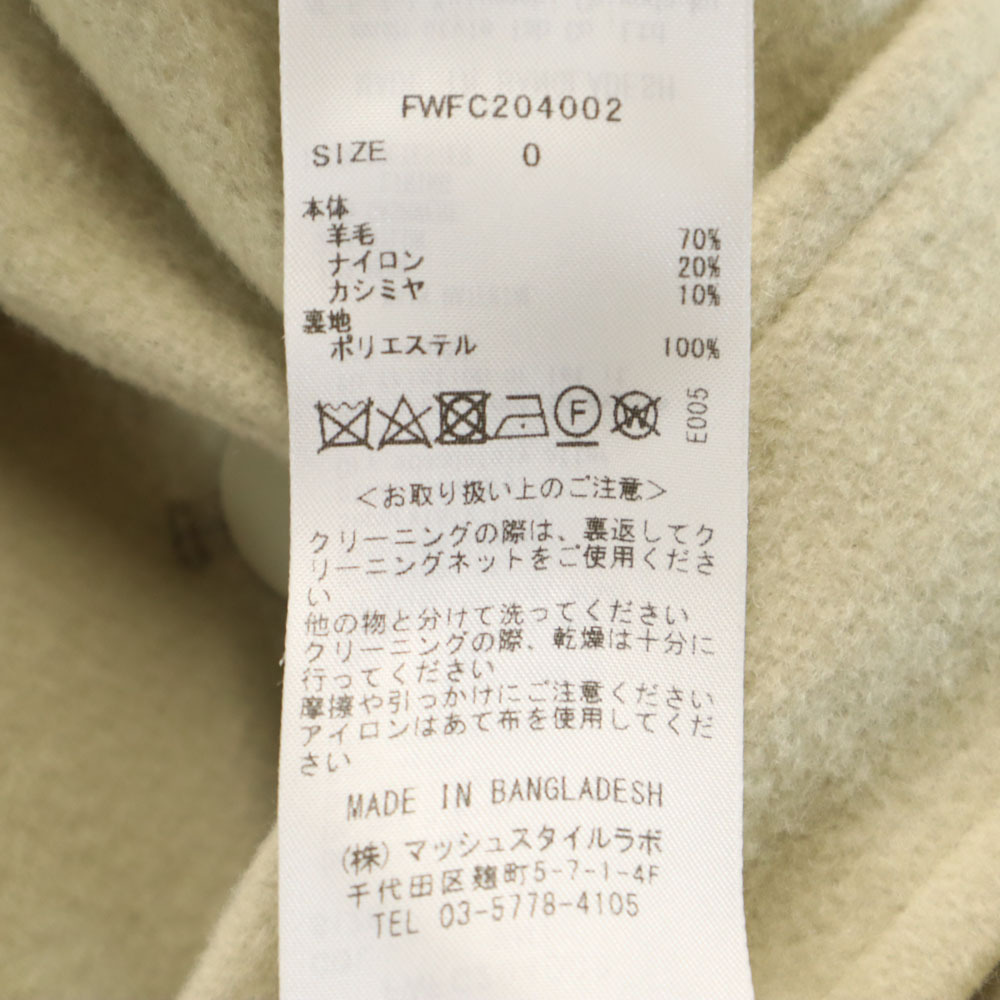 FWFC204002
SIZE 0
本体
羊毛 70%
ナイロン 20%
カシミヤ 10%
裏地
ポリエステル 100%
F W E005
<お取り扱い上のご注意>
クリーニングの際は、裏返してク
リーニングネットをご使用くださ
い
他の物と分けて洗ってください
クリーニングの際、乾燥は十分に
行ってください
摩擦や引っかけにご注意ください
アイロンはあて布を使用してくだ
さい
MADE IN BANGLADESH
(株)マッシュスタイルラボ
千代田区麹町5-7-1-4F
TEL 03-5778-4105